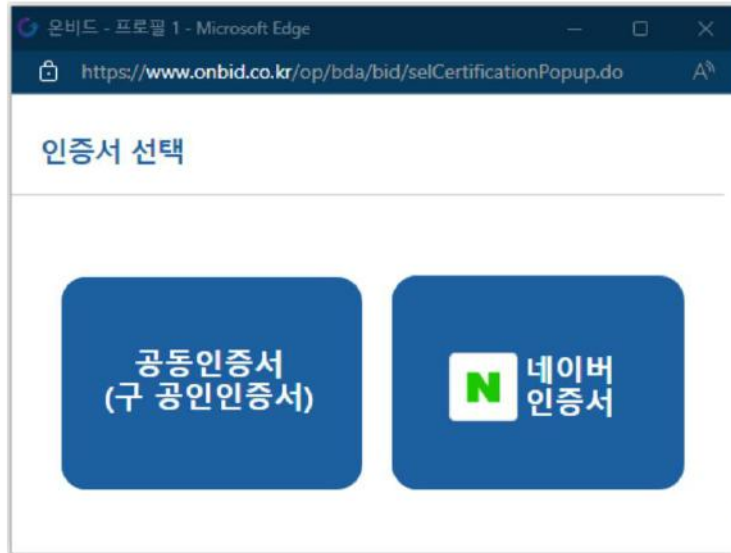 온비드 - 프로필 1 - Microsoft Edge
https://www.onbid.co.kr/op/bda/bid/selCertificationPopup.do
인증서 선택
공동인증서
(구 공인인증서)
N 네이버
인증서